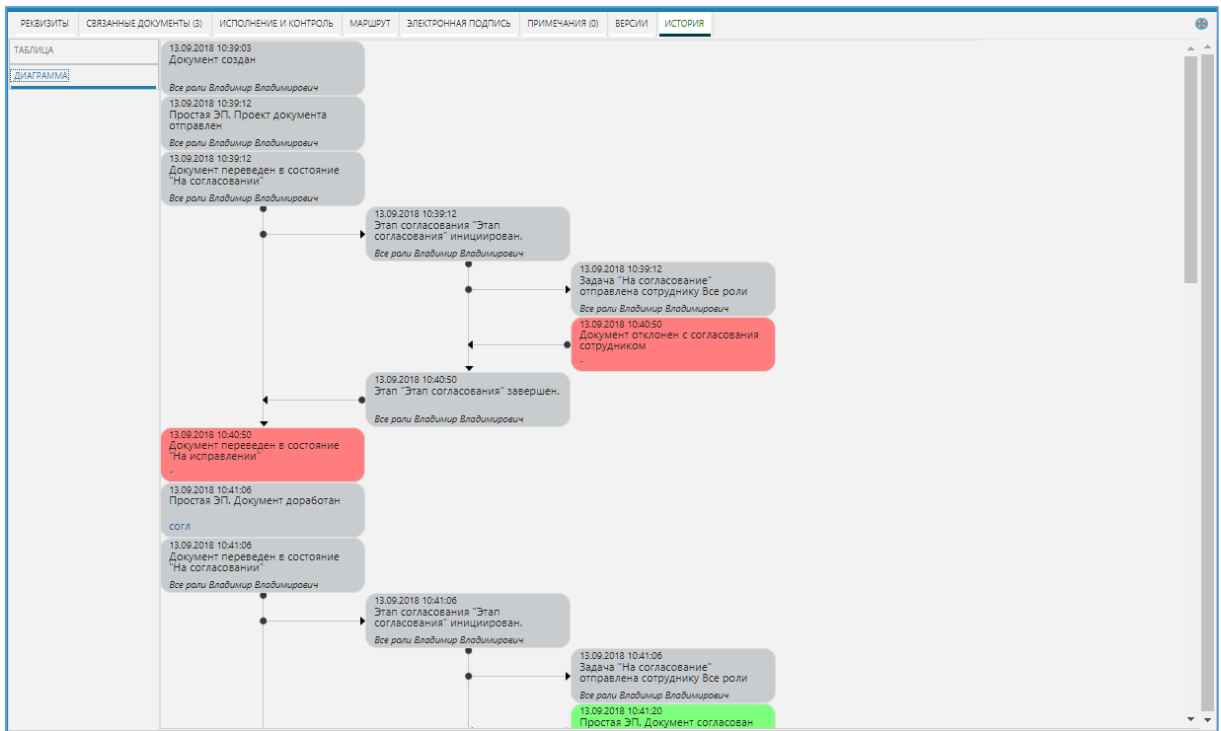 РЕКВИЗИТЫ СВЯЗАННЫЕ ДОКУМЕНТЫ (3) ИСПОЛНЕНИЕ И КОНТРОЛЬ МАРШРУТ ЭЛЕКТРОННАЯ ПОДПИСЬ ПРИМЕЧАНИЯ (0) ВЕРСИИ ИСТОРИЯ
ТАБЛИЦА
ДИАГРАММА
13.09.2018 10:39:03
Документ создан
Все роли Владимир Владимирович
13.09.2018 10:39:12
Простая ЭП. Проект документа
отправлен
Все роли Владимир Владимирович
13.09.2018 10:39:12
Документ переведен в состояние
"На согласовании"
Все роли Владимир Владимирович
13.09.2018 10:39:12
Этап согласования "Этап
согласования" инициирован.
Все роли Владимир Владимирович
13.09.2018 10:39:12
Задача "На согласование"
отправлена сотруднику Все роли
Все роли Владимир Владимирович
13.09.2018 10:40:50
Документ отклонен с согласования
сотрудником
-
13.09.2018 10:40:50
Этап "Этап согласования" завершен.
Все роли Владимир Владимирович
13.09.2018 10:40:50
Документ переведен в состояние
"На исправлении"
-
13.09.2018 10:41:06
Простая ЭП. Документ доработан
согл
13.09.2018 10:41:06
Документ переведен в состояние
"На согласовании"
Все роли Владимир Владимирович
13.09.2018 10:41:06
Этап согласования "Этап
согласования" инициирован.
Все роли Владимир Владимирович
13.09.2018 10:41:06
Задача "На согласование"
отправлена сотруднику Все роли
Все роли Владимир Владимирович
13.09.2018 10:41:20
Простая ЭП. Документ согласован